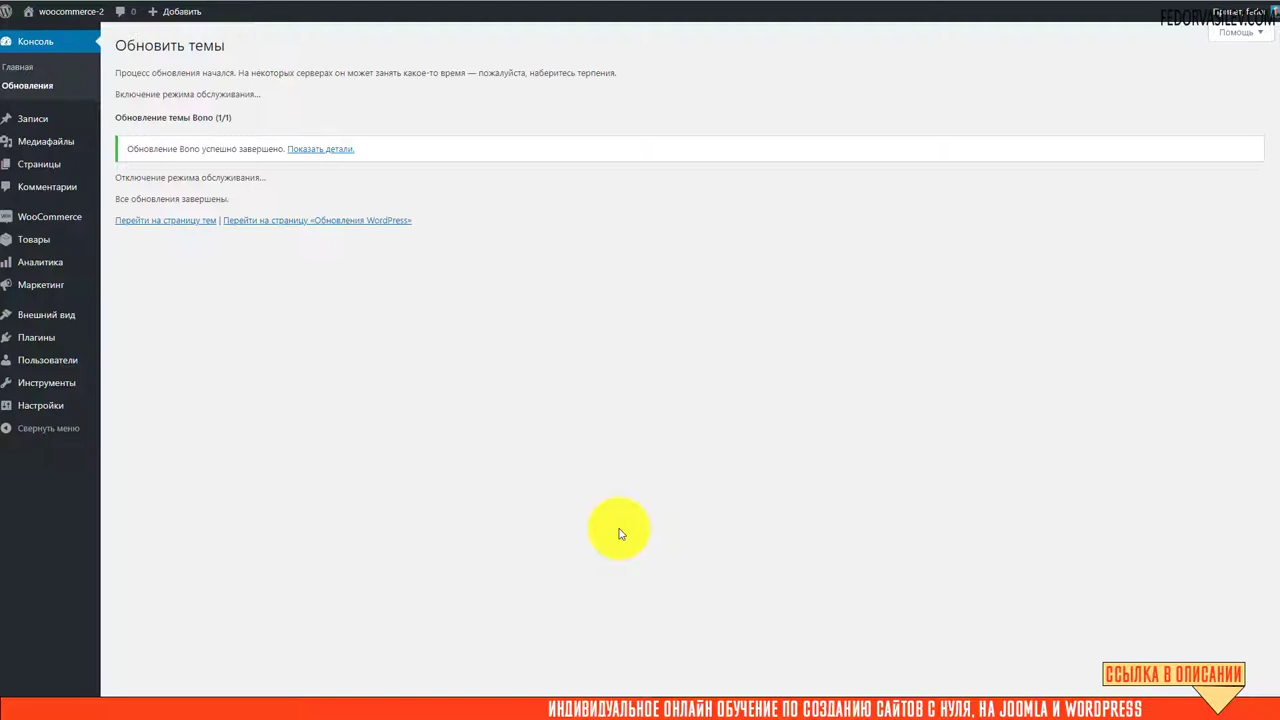 woocommerce-2 0 Добавить
FEDORVASILEV.COM
Помощь
Консоль
Главная
Обновления
Записи
Медиафайлы
Страницы
Комментарии
WooCommerce
Товары
Аналитика
Маркетинг
Внешний вид
Плагины
Пользователи
Инструменты
Настройки
Свернуть меню
Обновить темы
Процесс обновления начался. На некоторых серверах он может занять какое-то время — пожалуйста, наберитесь терпения.
Включение режима обслуживания…
Обновление темы Bono (1/1)
Обновление Bono успешно завершено. Показать детали.
Отключение режима обслуживания…
Все обновления завершены.
Перейти на страницу тем | Перейти на страницу «Обновления WordPress»
ССЫЛКА В ОПИСАНИИ
ИНДИВИДУАЛЬНОЕ ОНЛАЙН ОБУЧЕНИЕ ПО СОЗДАНИЮ САЙТОВ С НУЛЯ, НА JOOMLA И WORDPRESS